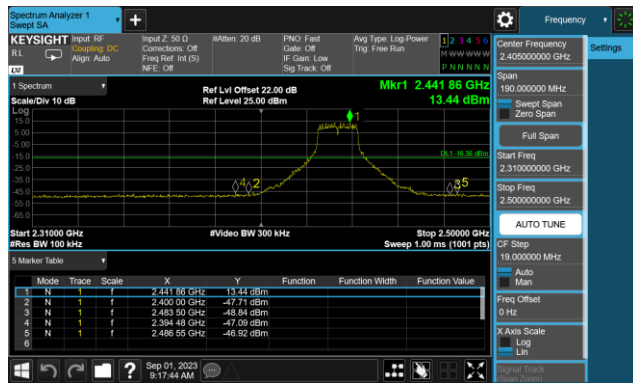 Spectrum Analyzer 1
Swept SA
+
Frequency
KEYSIGHT
RL
LXI
Input: RF
Coupling: DC
Align: Auto
Input Z: 50 Ω
Corrections: Off
Freq Ref: Int (S)
NFE: Off
#Atten: 20 dB
PNO: Fast
Gate: Off
IF Gain: Low
Sig Track: Off
Avg Type: Log-Power
Trig: Free Run
1 2 3 4 5 6
M W W W W W
P N N N N N
Center Frequency
2.405000000 GHz
Settings
Span
190.000000 MHz
Swept Span
Zero Span
Full Span
Start Freq
2.310000000 GHz
Stop Freq
2.500000000 GHz
AUTO TUNE
CF Step
19.000000 MHz
Auto
Man
Freq Offset
0 Hz
X Axis Scale
Log
Lin
Signal Track
(Span Zoom)
1 Spectrum
Scale/Div 10 dB
Ref Lvl Offset 22.00 dB
Ref Level 25.00 dBm
Mkr1 2.441 86 GHz
13.44 dBm
Log
15.0
5.00
-5.00
-15.0
-25.0
-35.0
-45.0
-55.0
-65.0
1
DL1 -16.56 dBm
4 2
3 5
Start 2.31000 GHz
#Res BW 100 kHz
#Video BW 300 kHz
Stop 2.50000 GHz
Sweep 1.00 ms (1001 pts)
5 Marker Table
Mode Trace Scale X Y Function Function Width Function Value
1 N 1 f 2.441 86 GHz 13.44 dBm
2 N 1 f 2.400 00 GHz -47.71 dBm
3 N 1 f 2.483 50 GHz -48.84 dBm
4 N 1 f 2.394 48 GHz -47.09 dBm
5 N 1 f 2.486 55 GHz -46.92 dBm
6
?
Sep 01, 2023
9:17:44 AM